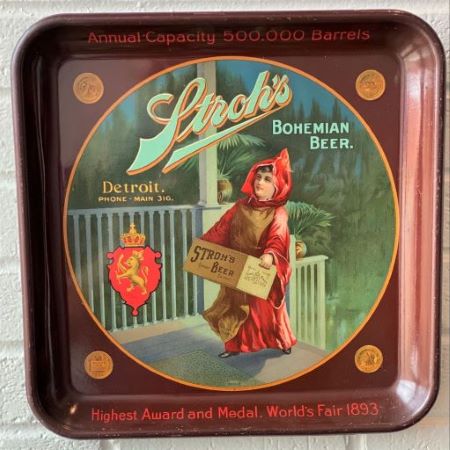 Annual-Capacity 500,000 Barrels
Stroh's
BOHEMIAN
BEER.
Detroit.
PHONE - MAIN 316.
STROH'S
BEER
Highest Award and Medal. World's Fair 1893